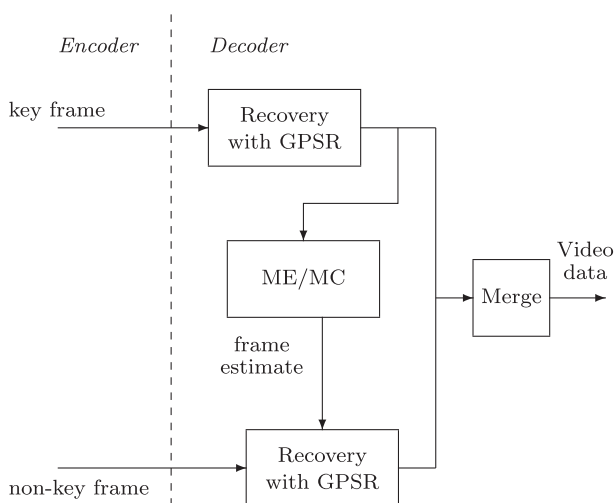 Encoder
Decoder
key frame
Recovery
with GPSR
ME/MC
Video
data
Merge
frame
estimate
Recovery
with GPSR
non-key frame